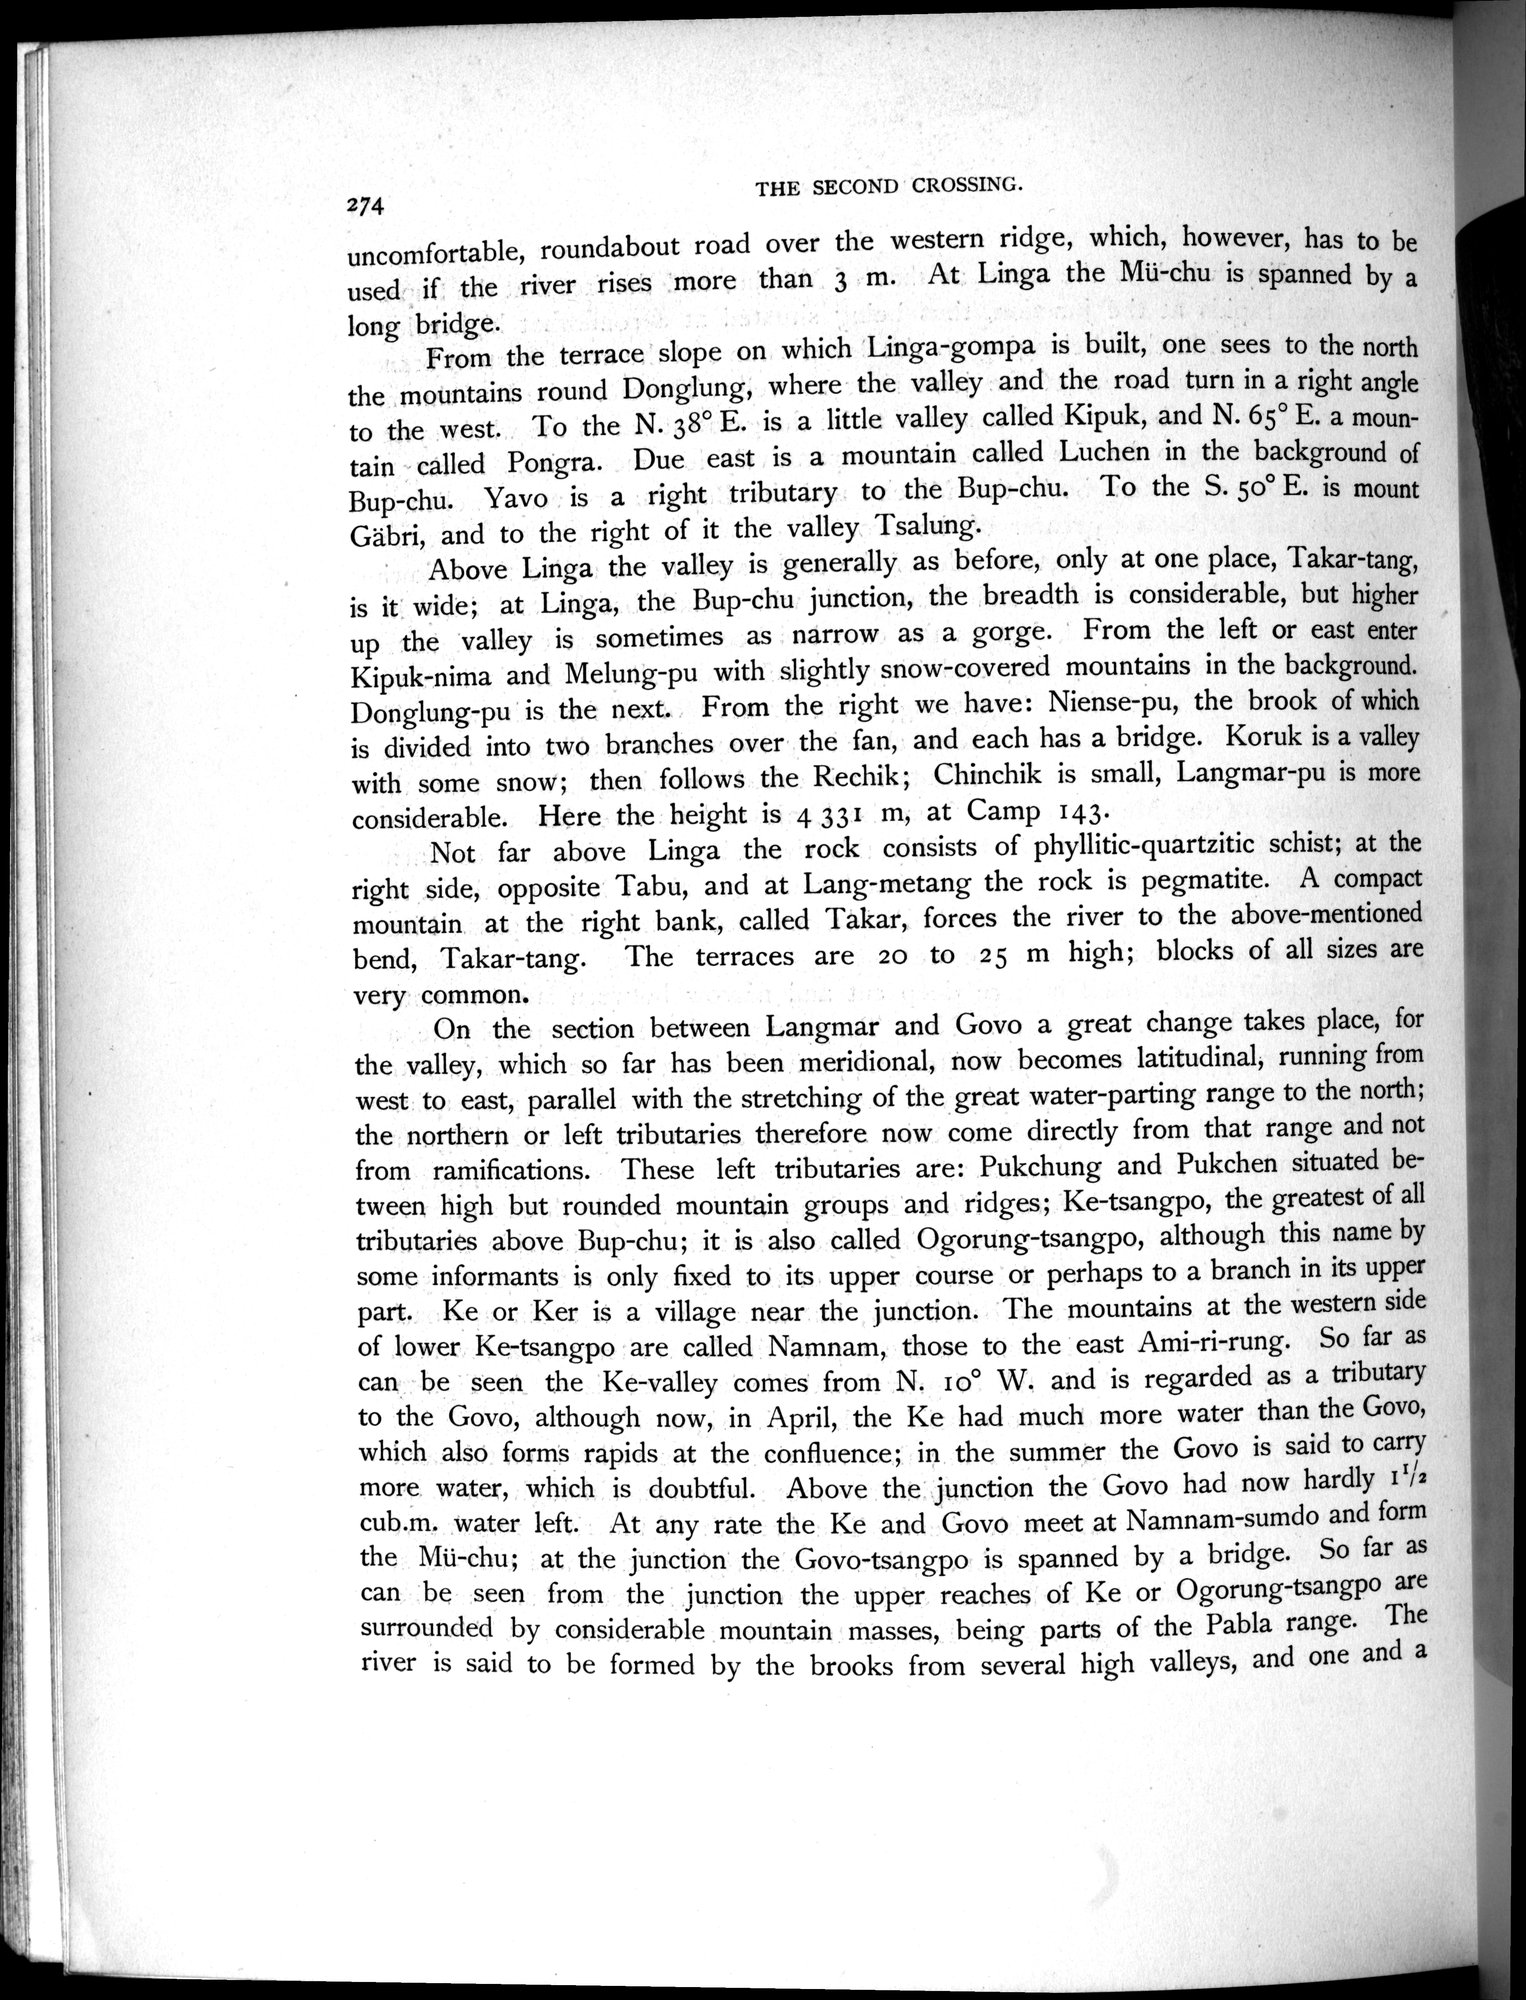 274
THE SECOND CROSSING.
uncomfortable, roundabout road over the western ridge, which, however, has to be
used if the river rises more than 3 m. At Linga the Mü-chu is spanned by a
long bridge.
From the terrace slope on which Linga-gompa is built, one sees to the north
the mountains round Donglung, where the valley and the road turn in a right angle
to the west. To the N. 38° E. is a little valley called Kipuk, and N. 65° E. a moun-
tain called Pongra. Due east is a mountain called Luchen in the background of
Bup-chu. Yavo is a right tributary to the Bup-chu. To the S. 50° E. is mount
Gäbri, and to the right of it the valley Tsalung.
Above Linga the valley is generally as before, only at one place, Takar-tang,
is it wide; at Linga, the Bup-chu junction, the breadth is considerable, but higher
up the valley is sometimes as narrow as a gorge. From the left or east enter
Kipuk-nima and Melung-pu with slightly snow-covered mountains in the background.
Donglung-pu is the next. From the right we have: Niense-pu, the brook of which
is divided into two branches over the fan, and each has a bridge. Koruk is a valley
with some snow; then follows the Rechik; Chinchik is small, Langmar-pu is more
considerable. Here the height is 4 331 m, at Camp 143.
Not far above Linga the rock consists of phyllitic-quartzitic schist; at the
right side, opposite Tabu, and at Lang-metang the rock is pegmatite. A compact
mountain at the right bank, called Takar, forces the river to the above-mentioned
bend, Takar-tang. The terraces are 20 to 25 m high; blocks of all sizes are
very common.
On the section between Langmar and Govo a great change takes place, for
the valley, which so far has been meridional, now becomes latitudinal, running from
west to east, parallel with the stretching of the great water-parting range to the north;
the northern or left tributaries therefore now come directly from that range and not
from ramifications. These left tributaries are: Pukchung and Pukchen situated be-
tween high but rounded mountain groups and ridges; Ke-tsangpo, the greatest of all
tributaries above Bup-chu; it is also called Ogorung-tsangpo, although this name by
some informants is only fixed to its upper course or perhaps to a branch in its upper
part. Ke or Ker is a village near the junction. The mountains at the western side
of lower Ke-tsangpo are called Namnam, those to the east Ami-ri-rung. So far as
can be seen the Ke-valley comes from N. 10° W. and is regarded as a tributary
to the Govo, although now, in April, the Ke had much more water than the Govo,
which also forms rapids at the confluence; in the summer the Govo is said to carry
more water, which is doubtful. Above the junction the Govo had now hardly 1 1/2
cub.m. water left. At any rate the Ke and Govo meet at Namnam-sumdo and form
the Mü-chu; at the junction the Govo-tsangpo is spanned by a bridge. So far as
can be seen from the junction the upper reaches of Ke or Ogorung-tsangpo are
surrounded by considerable mountain masses, being parts of the Pabla range. The
river is said to be formed by the brooks from several high valleys, and one and a